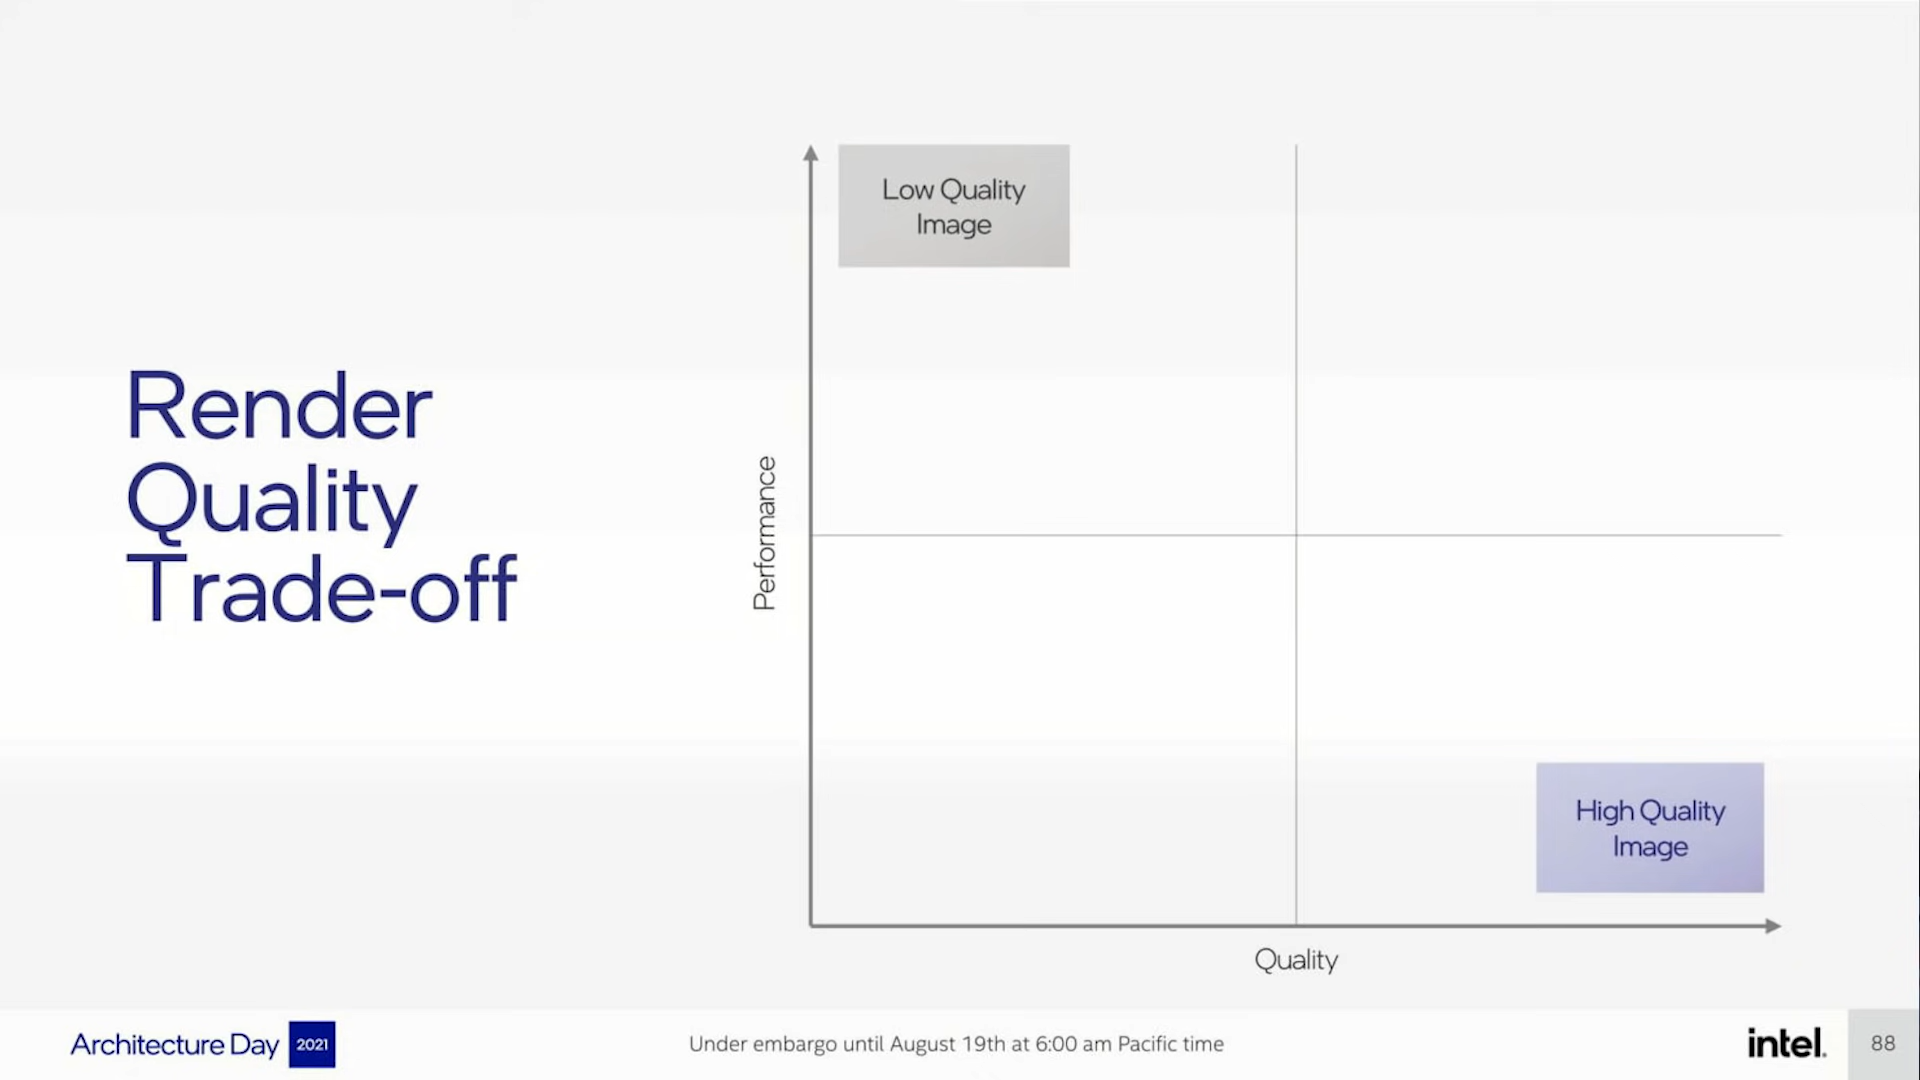 Render
Quality
Trade-off
Performance
Low Quality
Image
High Quality
Image
Quality
Architecture Day 2021
Under embargo until August 19th at 6:00 am Pacific time
intel.
88